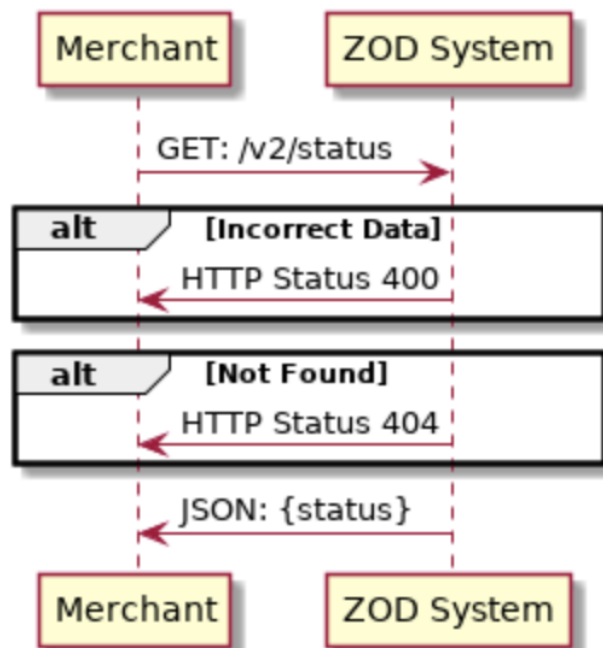 Merchant ZOD System
GET: /v2/status
alt [Incorrect Data]
HTTP Status 400
alt [Not Found]
HTTP Status 404
JSON: {status}
Merchant ZOD System